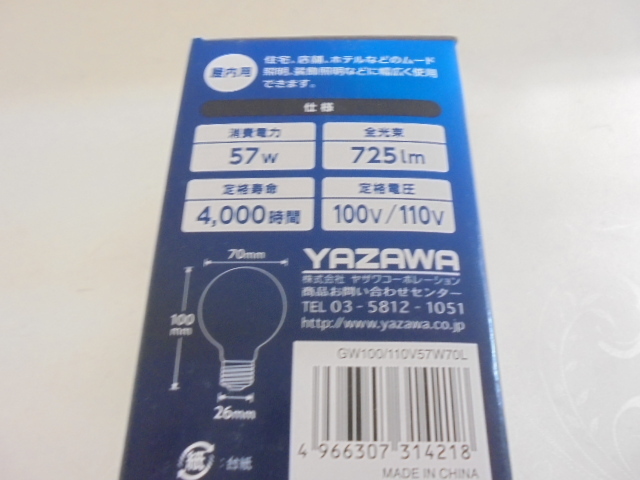 屋内用
住宅、店舗、ホテルなどのムード
照明、装飾照明などに幅広く使用
できます。
仕様
消費電力
57W
全光束
725lm
定格寿命
4,000時間
定格電圧
100V/110V
70mm
100
mm
26mm
YAZAWA
株式会社 ヤザワコーポレーション
商品お問い合わせセンター
TEL 03-5812-1051
http://www.yazawa.co.jp
GW100/110V57W70L
4 966307 314218
MADE IN CHINA
紙
:台紙